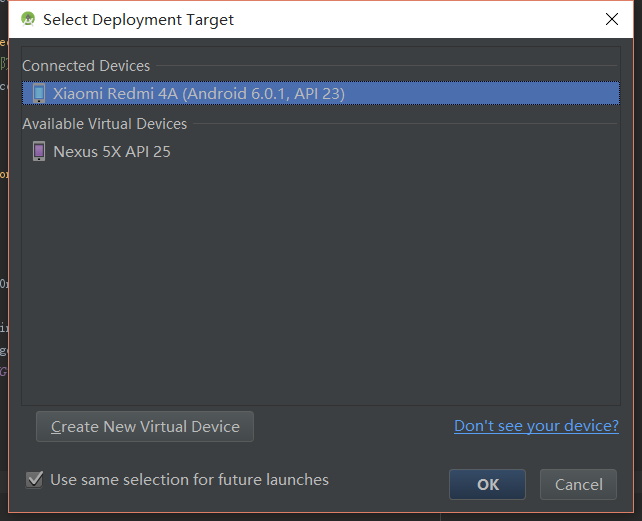 Select Deployment Target
Connected Devices
Xiaomi Redmi 4A (Android 6.0.1, API 23)
Available Virtual Devices
Nexus 5X API 25
Create New Virtual Device
Don't see your device?
Use same selection for future launches
OK
Cancel